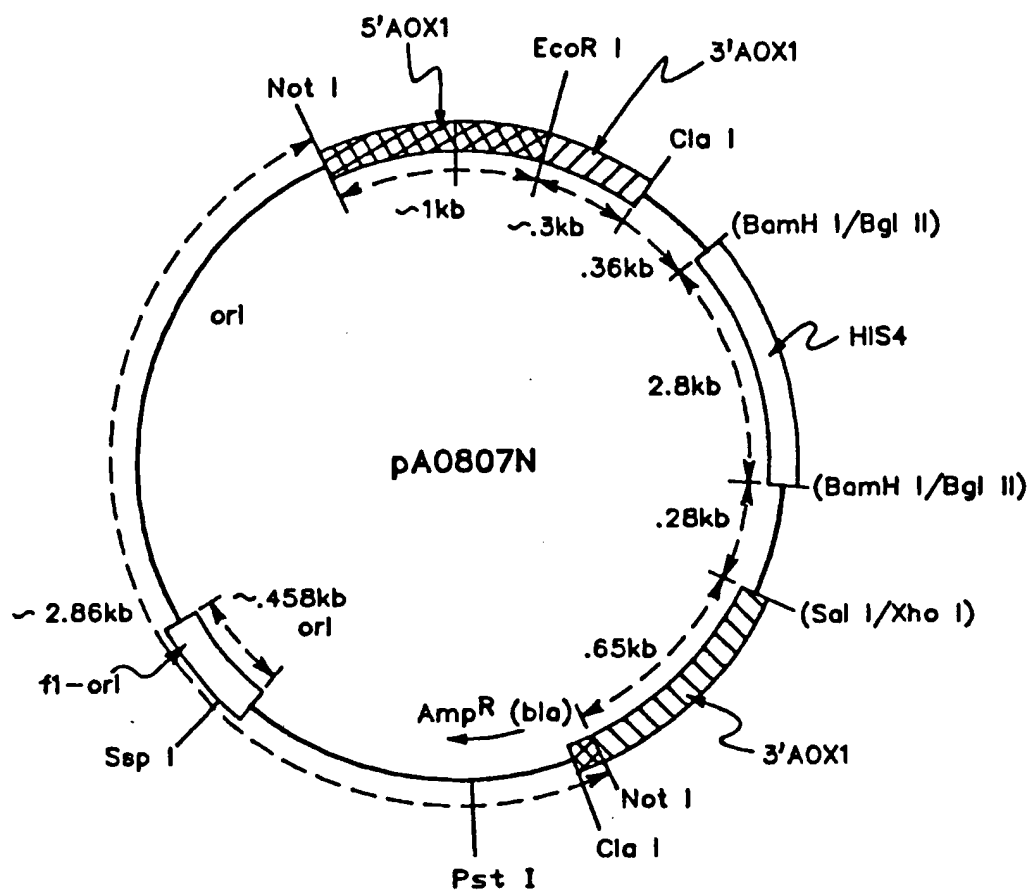 5'AOX1
EcoR I
3'AOX1
Not I
Cla I
~1kb
~.3kb
.36kb
(BamH I/Bgl II)
orI
HIS4
2.8kb
pAO807N
(BamH I/Bgl II)
.28kb
~.458kb
orI
~ 2.86kb
(Sal I/Xho I)
.65kb
f1-orI
AmpR (bla)
Ssp I
3'AOX1
Not I
Cla I
Pst I